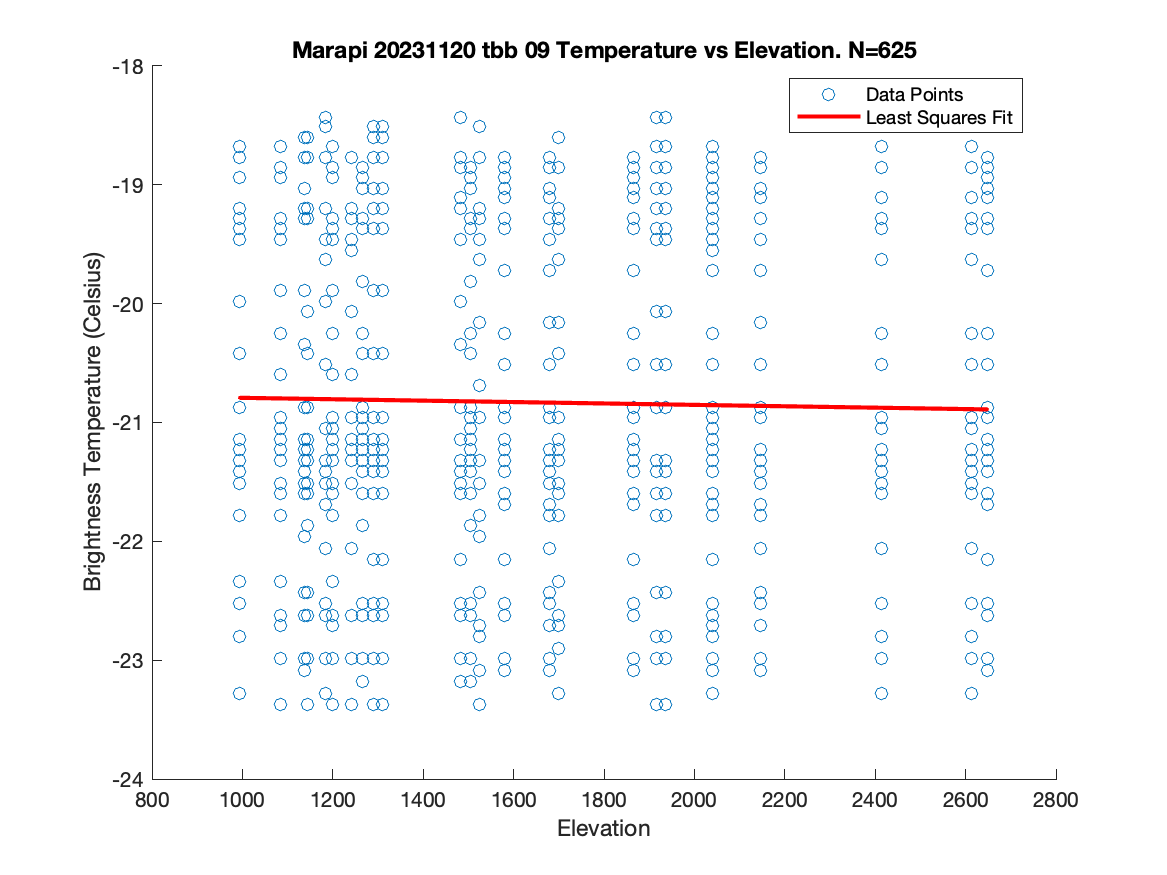 Marapi 20231120 tbb 09 Temperature vs Elevation. N=625
Data Points
Least Squares Fit
-18
-19
-20
-21
-22
-23
-24
Brightness Temperature (Celsius)
800 1000 1200 1400 1600 1800 2000 2200 2400 2600 2800
Elevation